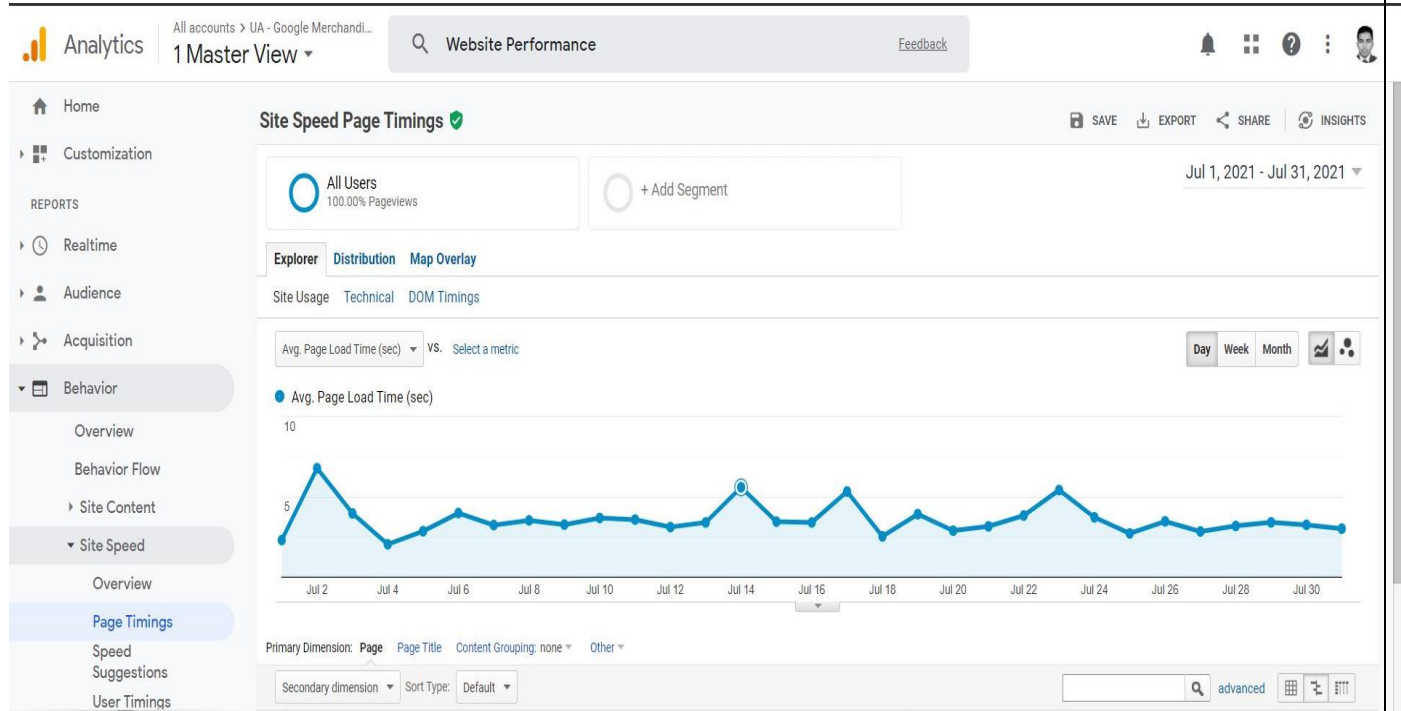 All accounts > UA - Google Merchandi...
Analytics
1 Master View
Website Performance
Feedback
Home
Customization
REPORTS
Realtime
Audience
Acquisition
Behavior
Overview
Behavior Flow
Site Content
Site Speed
Overview
Page Timings
Speed
Suggestions
User Timings
Site Speed Page Timings
SAVE EXPORT SHARE INSIGHTS
All Users
100.00% Pageviews
+ Add Segment
Jul 1, 2021 - Jul 31, 2021
Explorer Distribution Map Overlay
Site Usage Technical DOM Timings
Avg. Page Load Time (sec) VS. Select a metric
Day Week Month
Avg. Page Load Time (sec)
10
5
Jul 2 Jul 4 Jul 6 Jul 8 Jul 10 Jul 12 Jul 14 Jul 16 Jul 18 Jul 20 Jul 22 Jul 24 Jul 26 Jul 28 Jul 30
Primary Dimension: Page Page Title Content Grouping: none Other
Secondary dimension Sort Type: Default
advanced